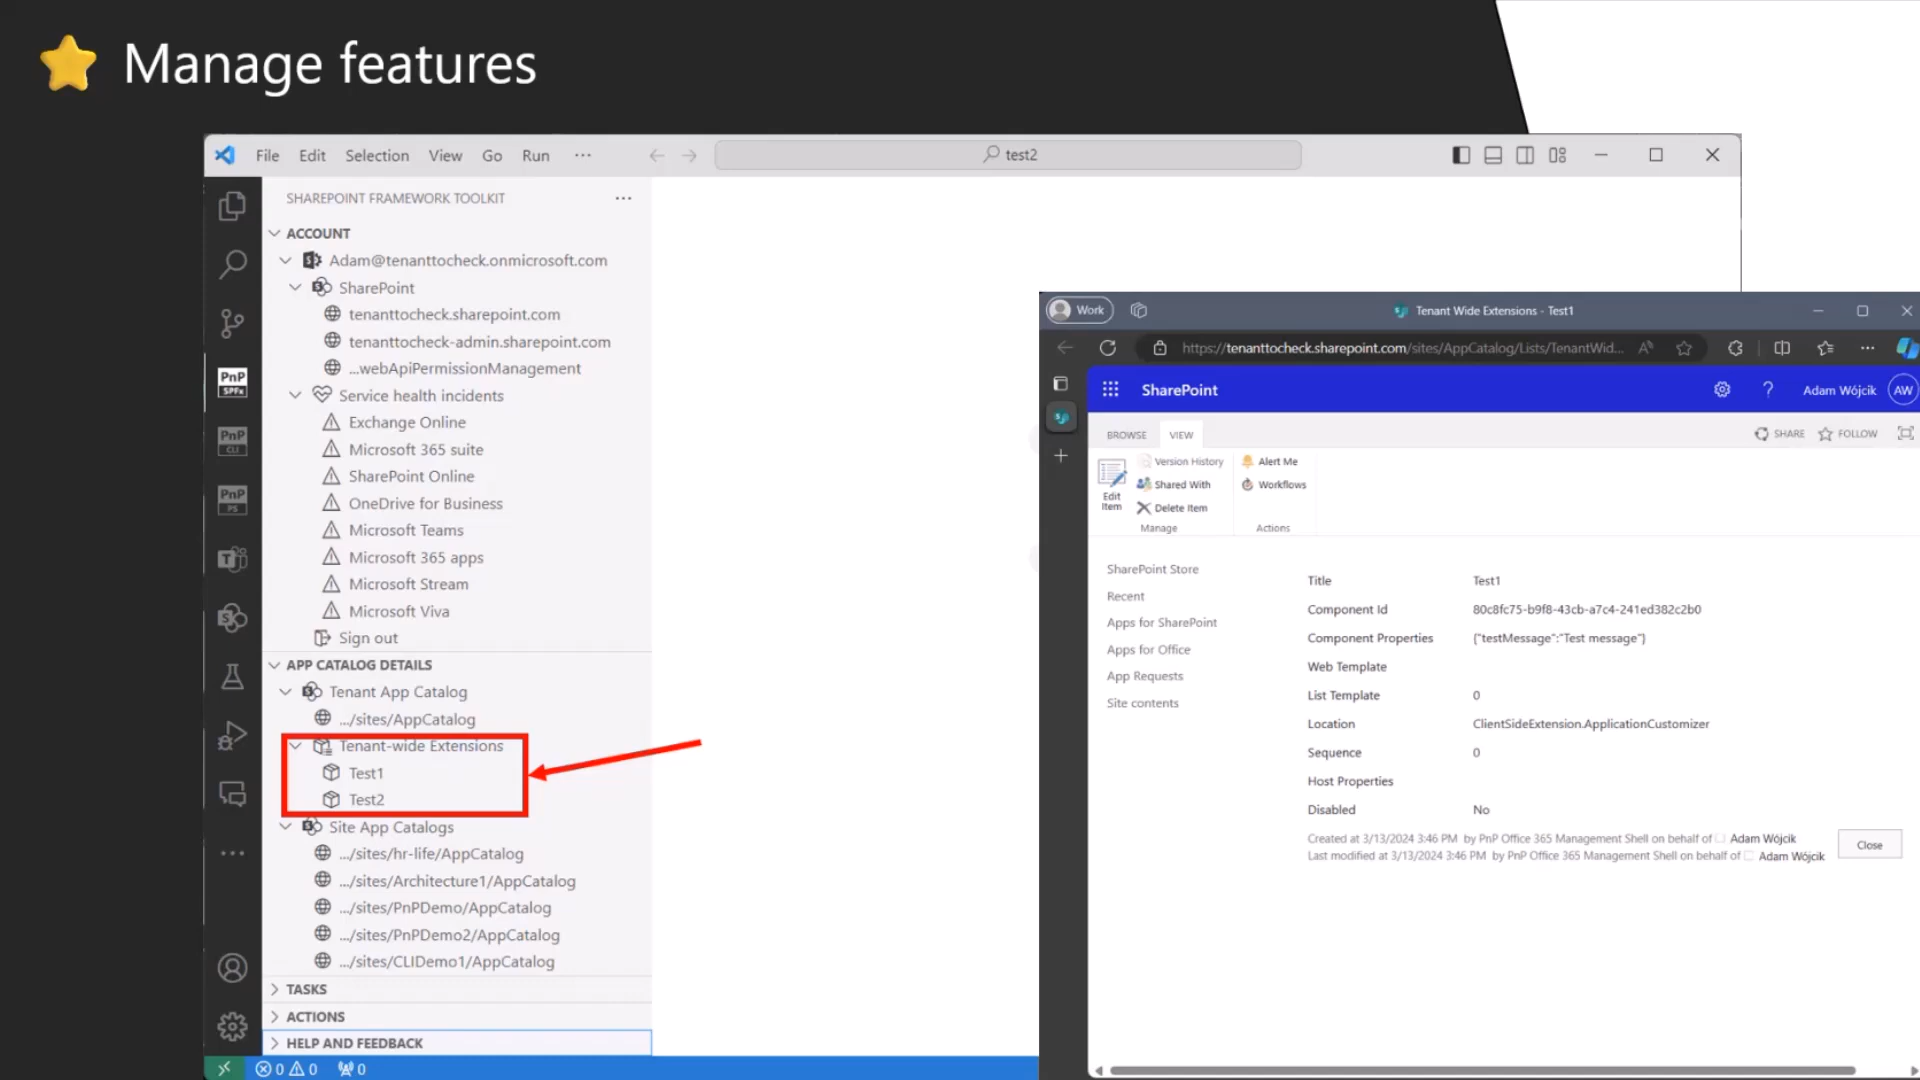 Manage features
File Edit Selection View Go Run ···
test2
SHAREPOINT FRAMEWORK TOOLKIT ···
ACCOUNT
Adam@tenanttocheck.onmicrosoft.com
SharePoint
tenanttocheck.sharepoint.com
tenanttocheck-admin.sharepoint.com
...webApiPermissionManagement
Service health incidents
Exchange Online
Microsoft 365 suite
SharePoint Online
OneDrive for Business
Microsoft Teams
Microsoft 365 apps
Microsoft Stream
Microsoft Viva
Sign out
APP CATALOG DETAILS
Tenant App Catalog
.../sites/AppCatalog
Tenant-wide Extensions
Test1
Test2
Site App Catalogs
.../sites/hr-life/AppCatalog
.../sites/Architecture1/AppCatalog
.../sites/PnPDemo/AppCatalog
.../sites/PnPDemo2/AppCatalog
.../sites/CLIDemo1/AppCatalog
TASKS
ACTIONS
HELP AND FEEDBACK
0 0 0
PnP SPFx
PnP CLI
PnP PS
Work
Tenant Wide Extensions - Test1
https://tenanttocheck.sharepoint.com/sites/AppCatalog/Lists/TenantWid...
SharePoint
Adam Wójcik AW
BROWSE VIEW
SHARE FOLLOW
Edit Item
Version History
Shared With
Delete Item
Manage
Alert Me
Workflows
Actions
SharePoint Store
Recent
Apps for SharePoint
Apps for Office
App Requests
Site contents
Title Test1
Component Id 80c8fc75-b9f8-43cb-a7c4-241ed382c2b0
Component Properties {"testMessage":"Test message"}
Web Template
List Template 0
Location ClientSideExtension.ApplicationCustomizer
Sequence 0
Host Properties
Disabled No
Created at 3/13/2024 3:46 PM by PnP Office 365 Management Shell on behalf of Adam Wójcik
Last modified at 3/13/2024 3:46 PM by PnP Office 365 Management Shell on behalf of Adam Wójcik
Close